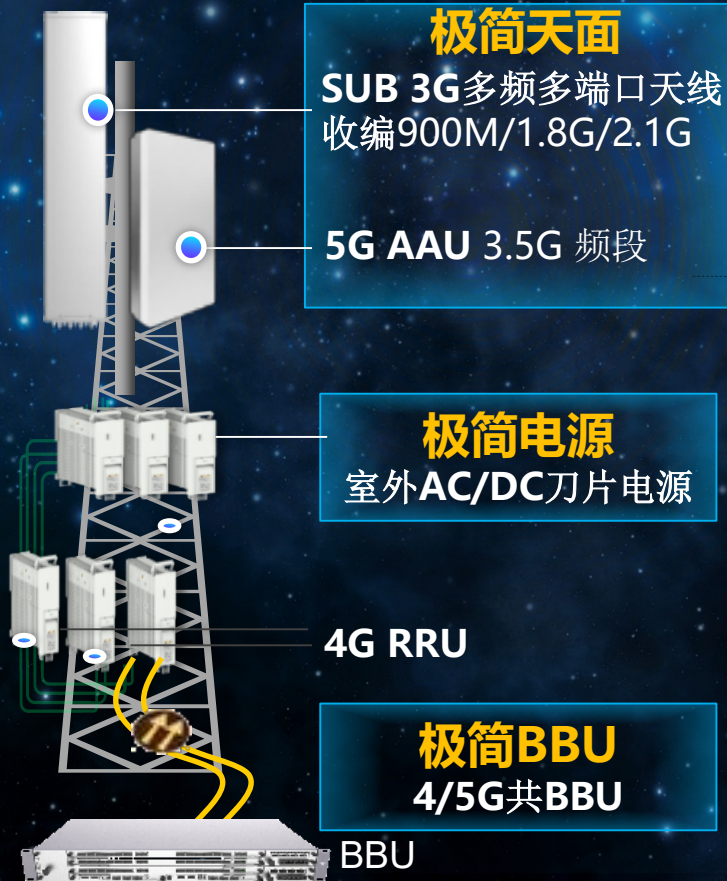 极简天面
SUB 3G多频多端口天线
收编900M/1.8G/2.1G
5G AAU 3.5G 频段
极简电源
室外AC/DC刀片电源
4G RRU
极简BBU
4/5G共BBU
BBU